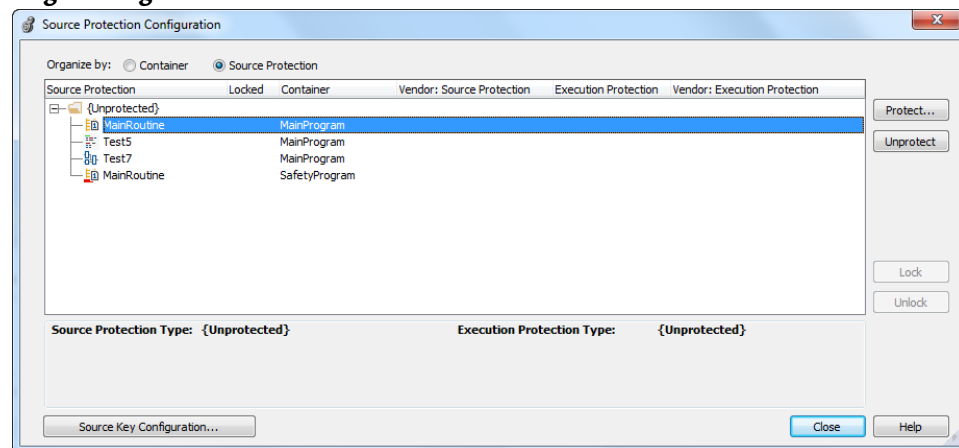 Source Protection Configuration
Organize by: Container Source Protection
Source Protection Locked Container Vendor: Source Protection Execution Protection Vendor: Execution Protection
{Unprotected}
Protect...
MainRoutine MainProgram
Test5 MainProgram
Unprotect
Test7 MainProgram
MainRoutine SafetyProgram
Lock
Unlock
Source Protection Type: {Unprotected} Execution Protection Type: {Unprotected}
Source Key Configuration... Close Help